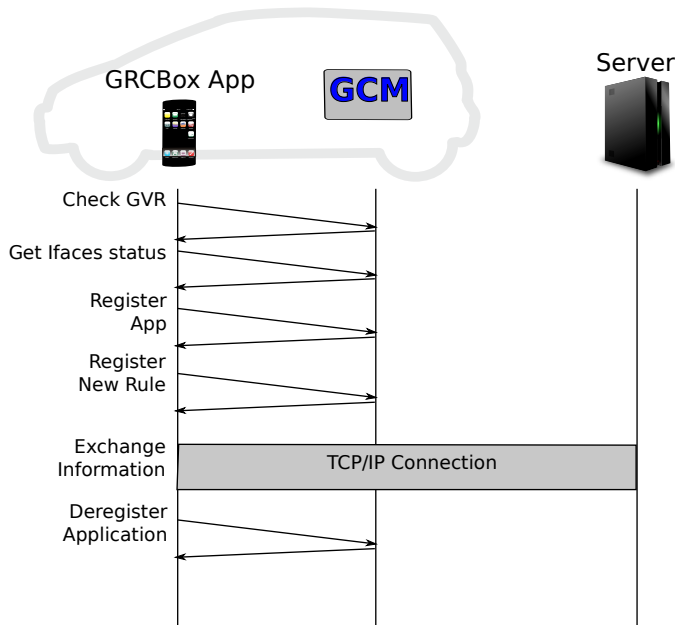 GRCBox App
GCM
Server
Check GVR
Get Ifaces status
Register
App
Register
New Rule
Exchange
Information
TCP/IP Connection
Deregister
Application